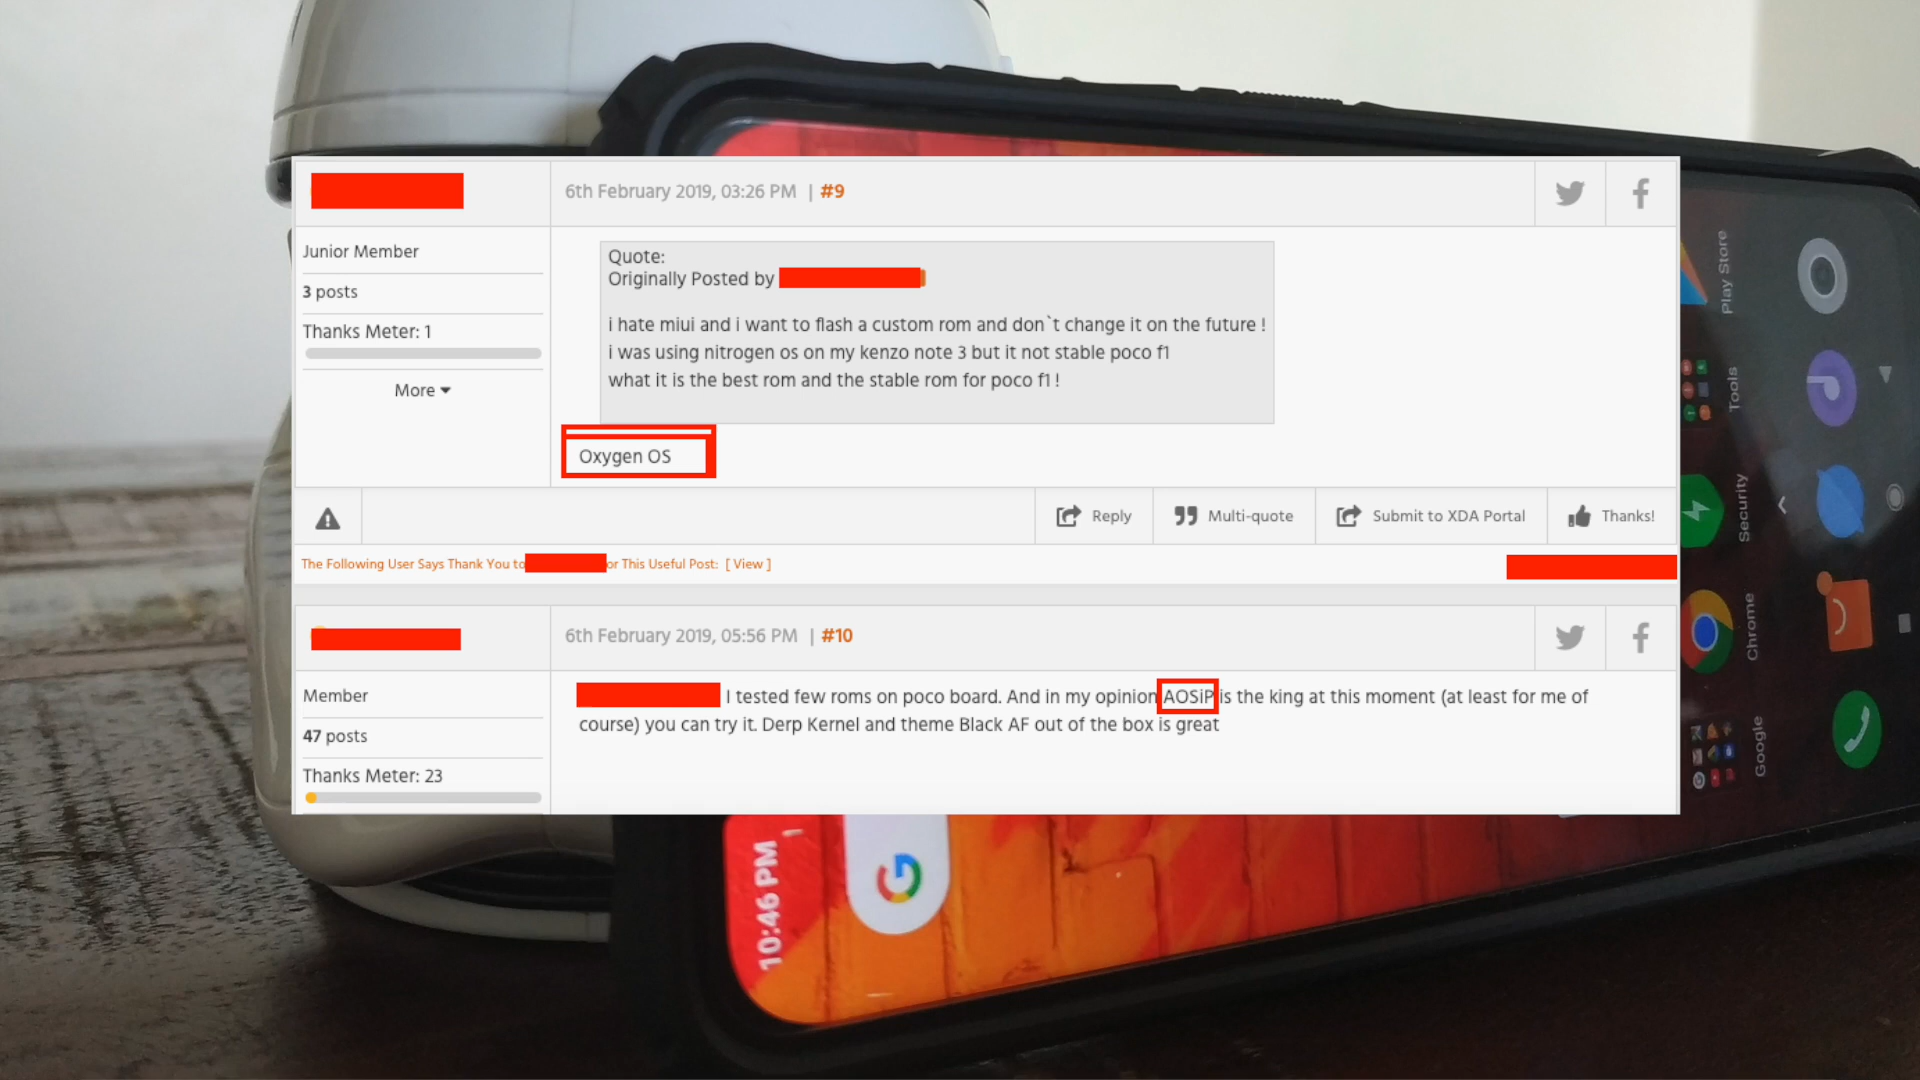 6th February 2019, 03:26 PM | #9
Junior Member
3 posts
Thanks Meter: 1
More
Quote:
Originally Posted by
i hate miui and i want to flash a custom rom and don`t change it on the future !
i was using nitrogen os on my kenzo note 3 but it not stable poco f1
what it is the best rom and the stable rom for poco f1 !
Oxygen OS
Reply
Multi-quote
Submit to XDA Portal
Thanks!
The Following User Says Thank You to
or This Useful Post: [ View ]
6th February 2019, 05:56 PM | #10
Member
47 posts
Thanks Meter: 23
I tested few roms on poco board. And in my opinion AOSiP is the king at this moment (at least for me of
course) you can try it. Derp Kernel and theme Black AF out of the box is great
Play Store
Tools
Security
Chrome
Google
10:46 PM